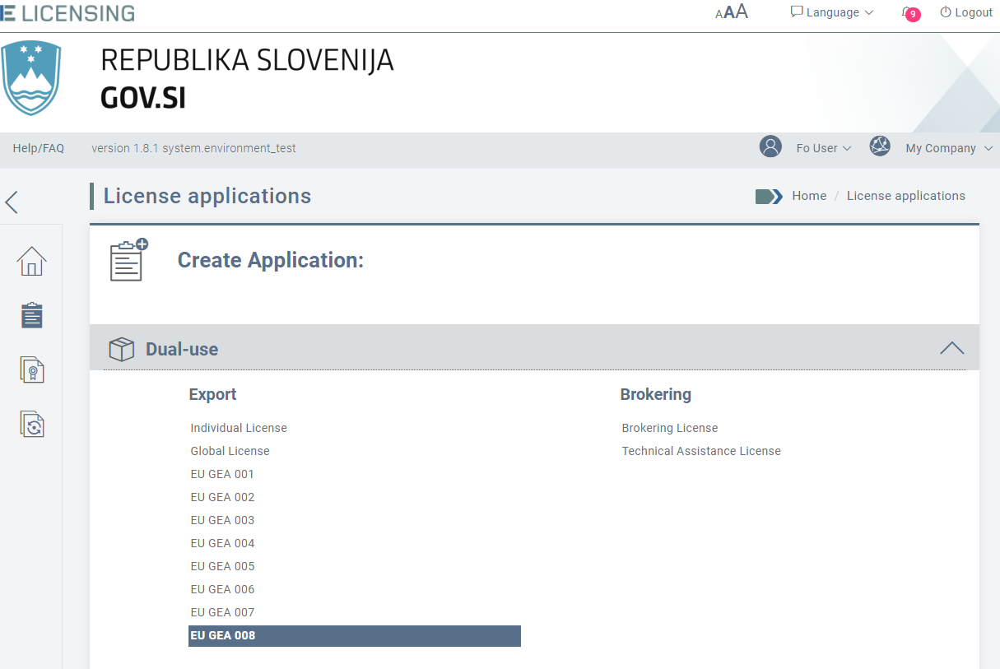 E LICENSING
AAA
Language
9
Logout
REPUBLIKA SLOVENIJA
GOV.SI
Help/FAQ
version 1.8.1 system.environment_test
Fo User
My Company
License applications
Home / License applications
Create Application:
Dual-use
Export
Individual License
Global License
EU GEA 001
EU GEA 002
EU GEA 003
EU GEA 004
EU GEA 005
EU GEA 006
EU GEA 007
EU GEA 008
Brokering
Brokering License
Technical Assistance License